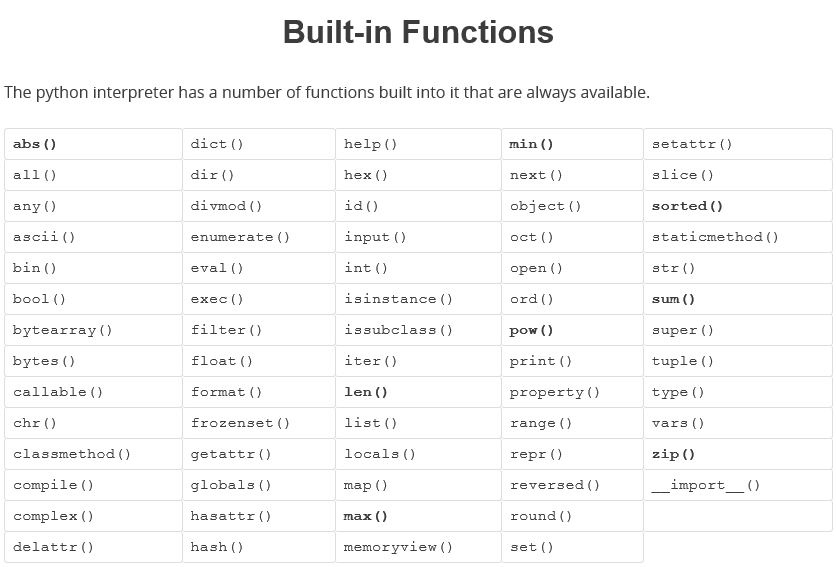 Built-in Functions
The python interpreter has a number of functions built into it that are always available.
abs() dict() help() min() setattr()
all() dir() hex() next() slice()
any() divmod() id() object() sorted()
ascii() enumerate() input() oct() staticmethod()
bin() eval() int() open() str()
bool() exec() isinstance() ord() sum()
bytearray() filter() issubclass() pow() super()
bytes() float() iter() print() tuple()
callable() format() len() property() type()
chr() frozenset() list() range() vars()
classmethod() getattr() locals() repr() zip()
compile() globals() map() reversed() __import__()
complex() hasattr() max() round()
delattr() hash() memoryview() set()